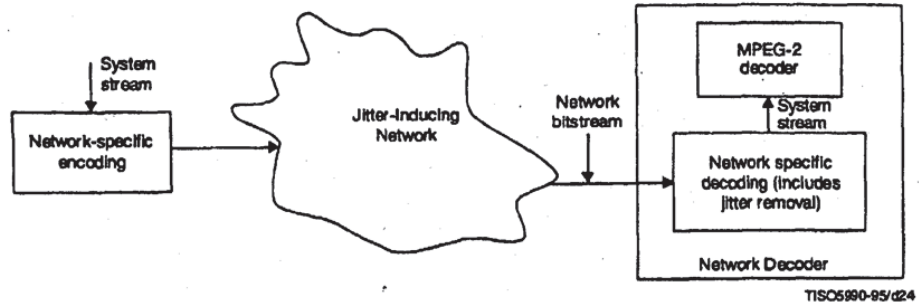 System
stream
Network-specific
encoding
Jitter-Inducing
Network
Network
bitstream
MPEG-2
decoder
System
stream
Network specific
decoding (includes
jitter removal)
Network Decoder
TISO5990-95/d24